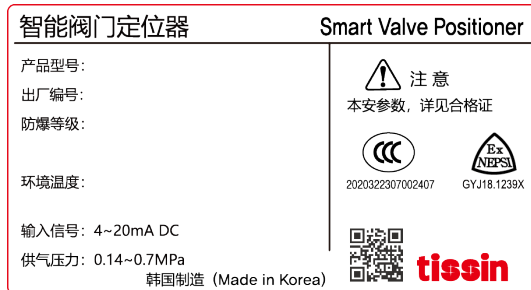 智能阀门定位器
Smart Valve Positioner
产品型号:
出厂编号:
防爆等级:
环境温度:
输入信号: 4~20mA DC
供气压力: 0.14~0.7MPa
韩国制造 (Made in Korea)
注意
本安参数, 详见合格证
CCC
2020322307002407
Ex
NEPSI
GYJ18.1239X
tissin